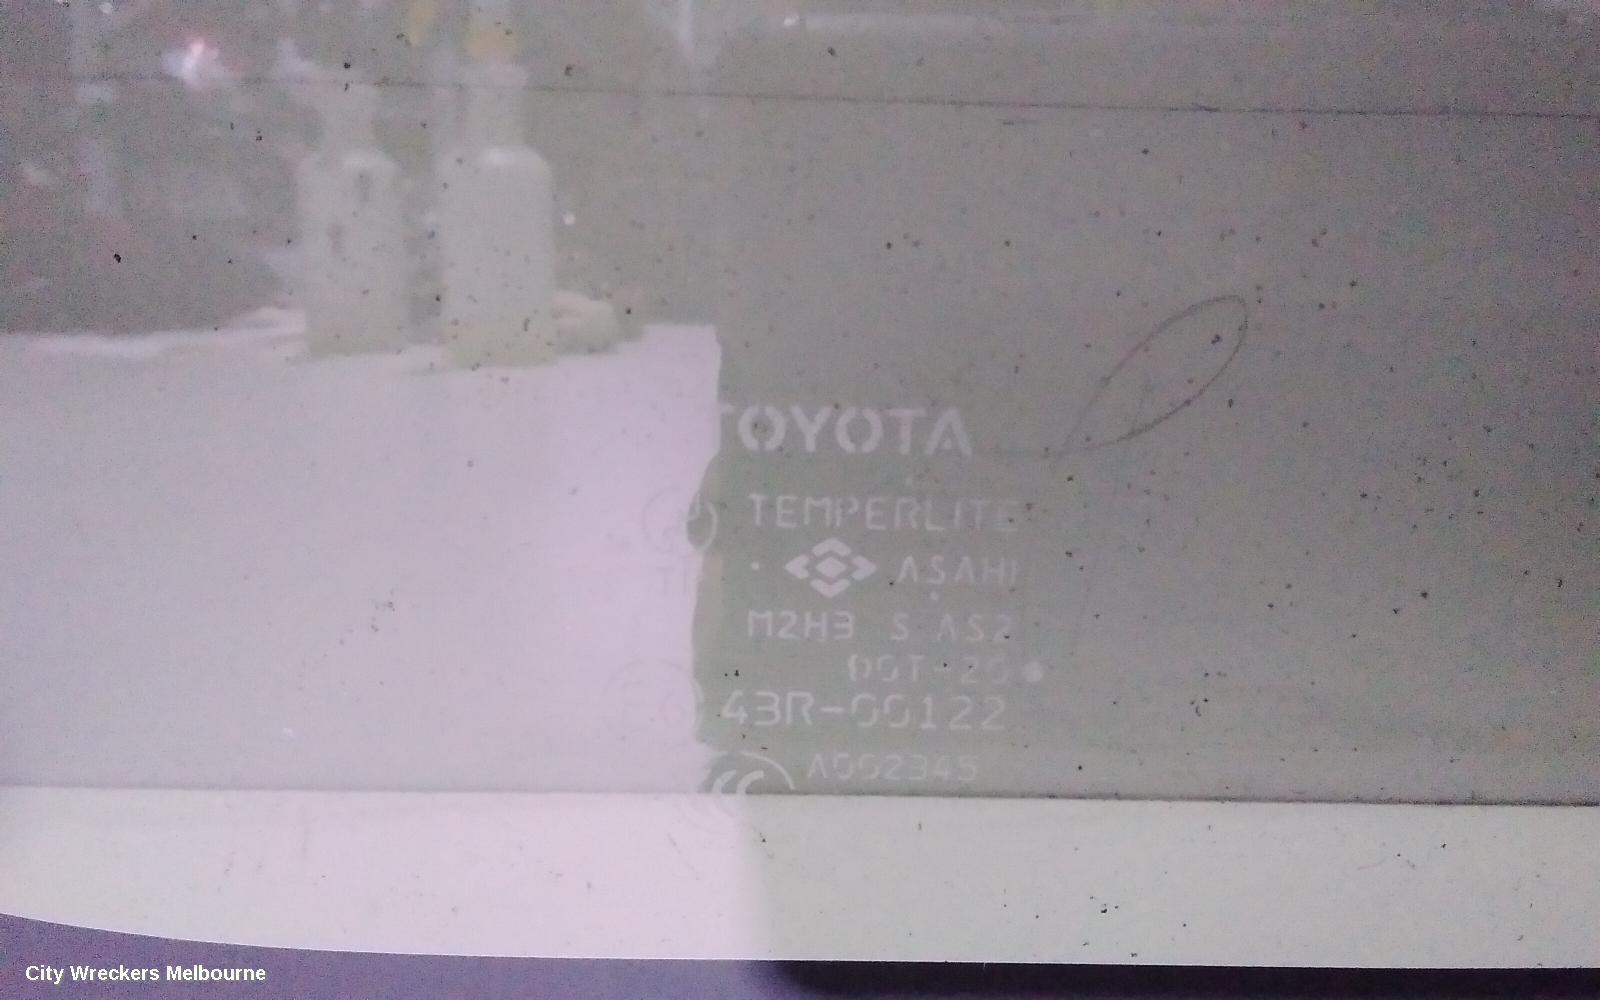 TOYOTA
TEMPERLITE
ASAHI
M2H3 S AS2
DOT-20
43R-00122
A002345
City Wreckers Melbourne